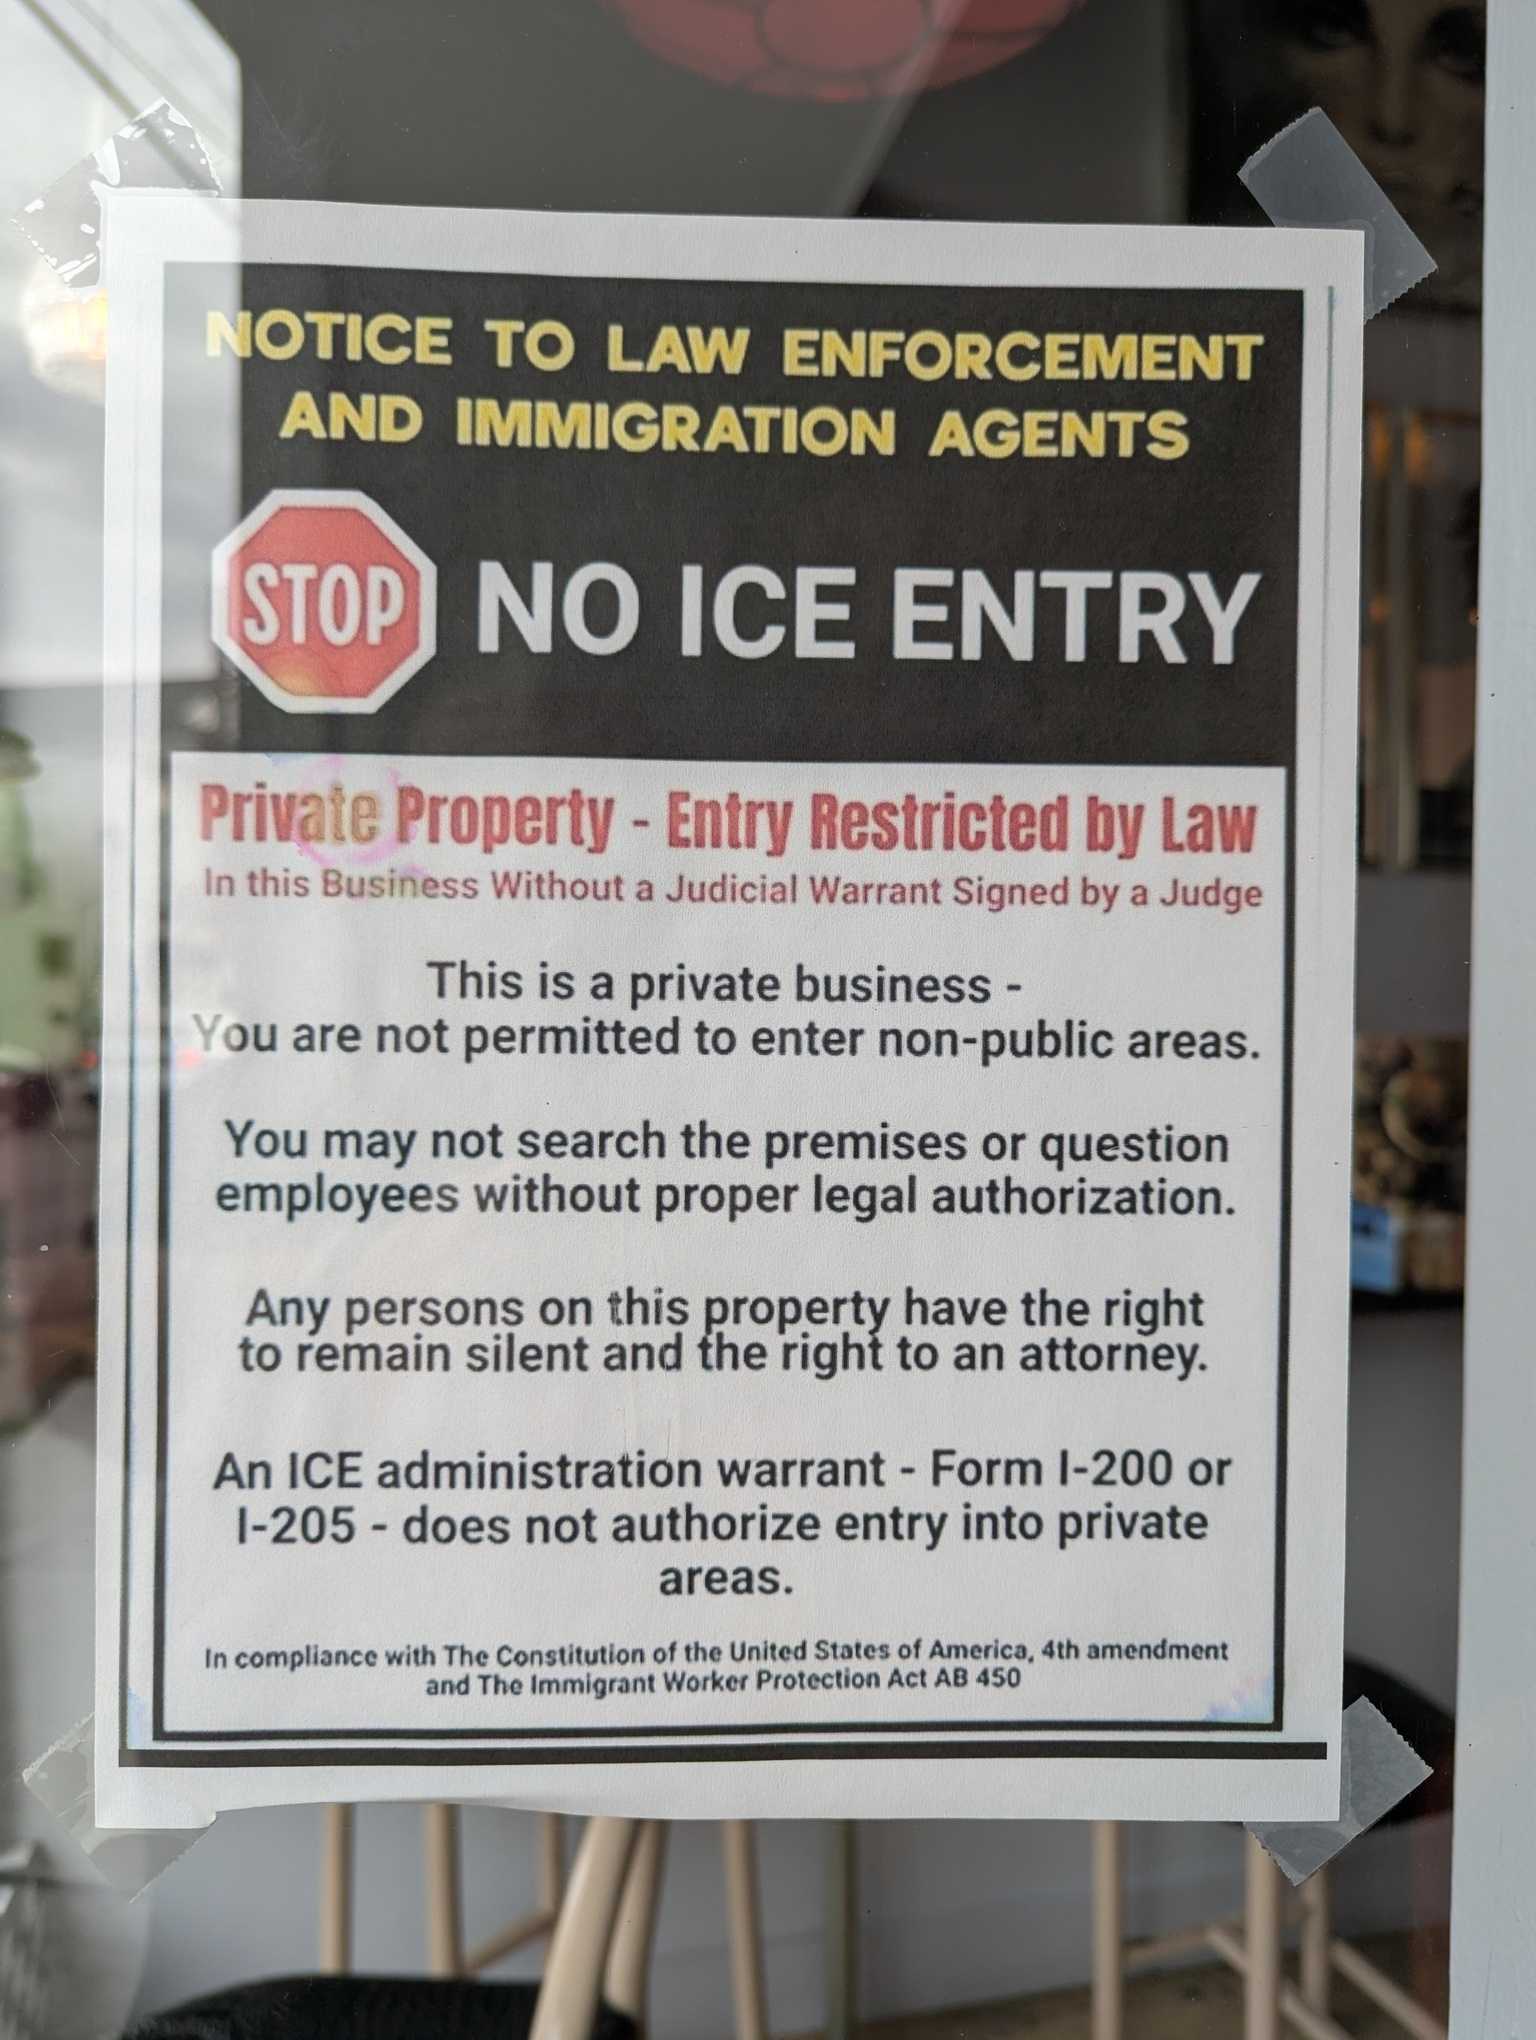 NOTICE TO LAW ENFORCEMENT
AND IMMIGRATION AGENTS
STOP
NO ICE ENTRY
Private Property - Entry Restricted by Law
In this Business Without a Judicial Warrant Signed by a Judge
This is a private business -
You are not permitted to enter non-public areas.
You may not search the premises or question
employees without proper legal authorization.
Any persons on this property have the right
to remain silent and the right to an attorney.
An ICE administration warrant - Form I-200 or
I-205 - does not authorize entry into private
areas.
In compliance with The Constitution of the United States of America, 4th amendment
and The Immigrant Worker Protection Act AB 450